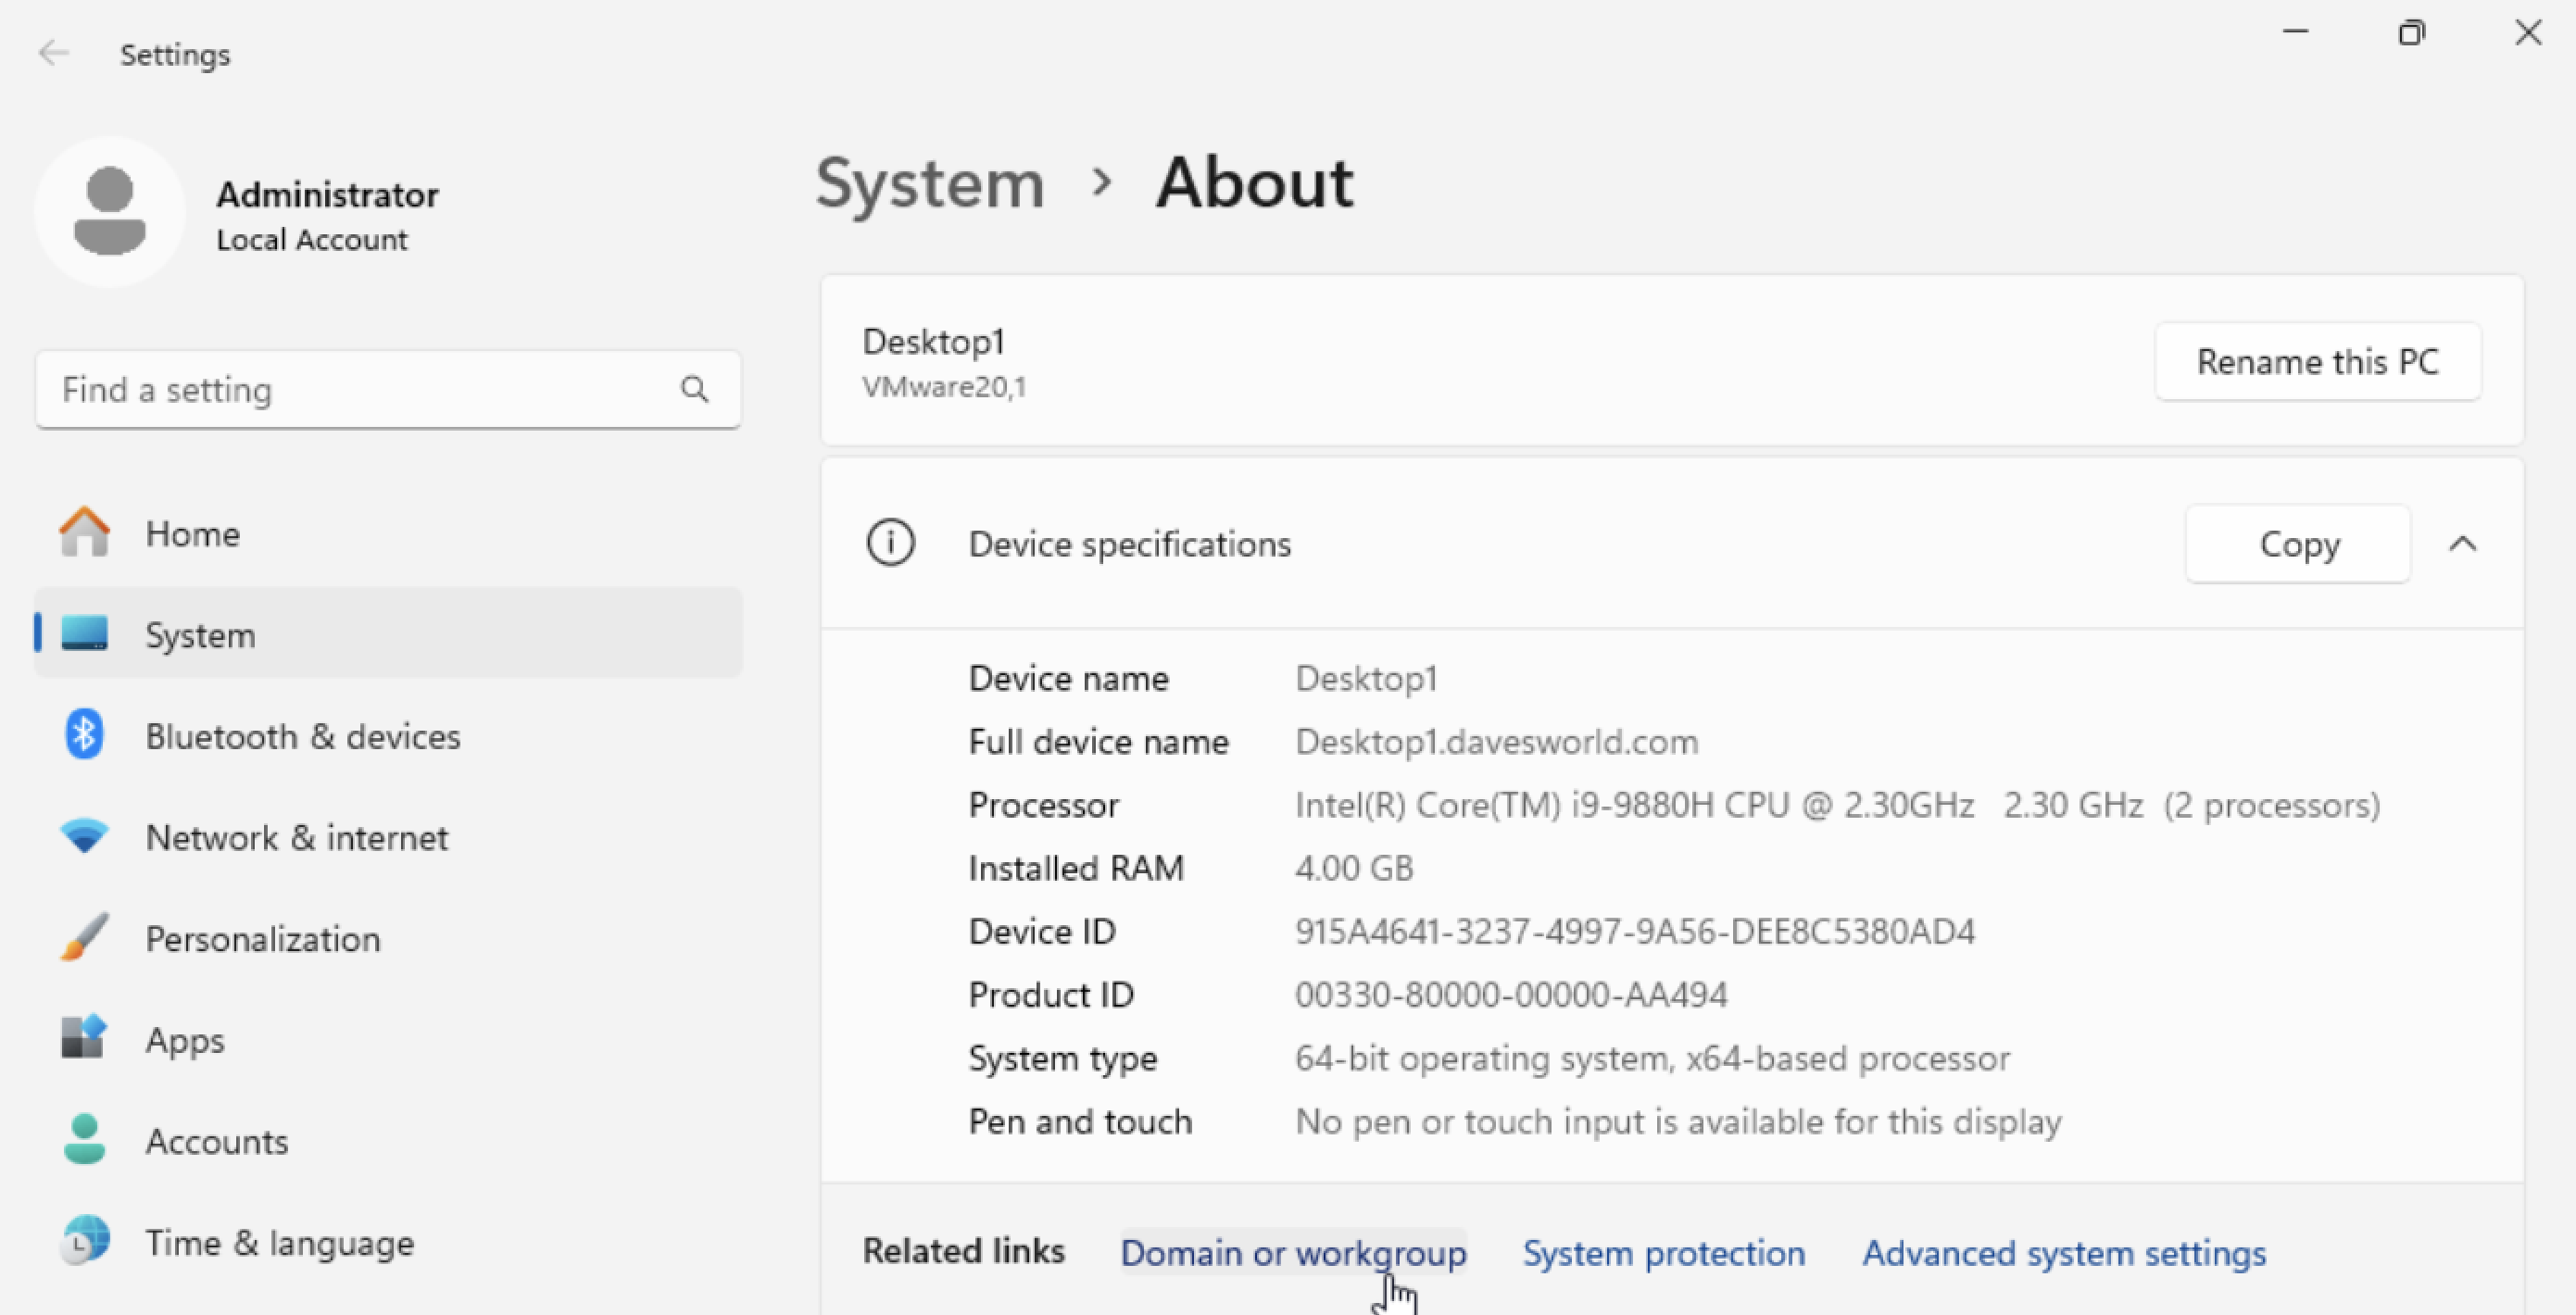 Settings
Administrator
Local Account
Find a setting
Home
System
Bluetooth & devices
Network & internet
Personalization
Apps
Accounts
Time & language
System > About
Desktop1
VMware20,1
Rename this PC
Device specifications
Copy
Device name Desktop1
Full device name Desktop1.davesworld.com
Processor Intel(R) Core(TM) i9-9880H CPU @ 2.30GHz 2.30 GHz (2 processors)
Installed RAM 4.00 GB
Device ID 915A4641-3237-4997-9A56-DEE8C5380AD4
Product ID 00330-80000-00000-AA494
System type 64-bit operating system, x64-based processor
Pen and touch No pen or touch input is available for this display
Related links Domain or workgroup System protection Advanced system settings